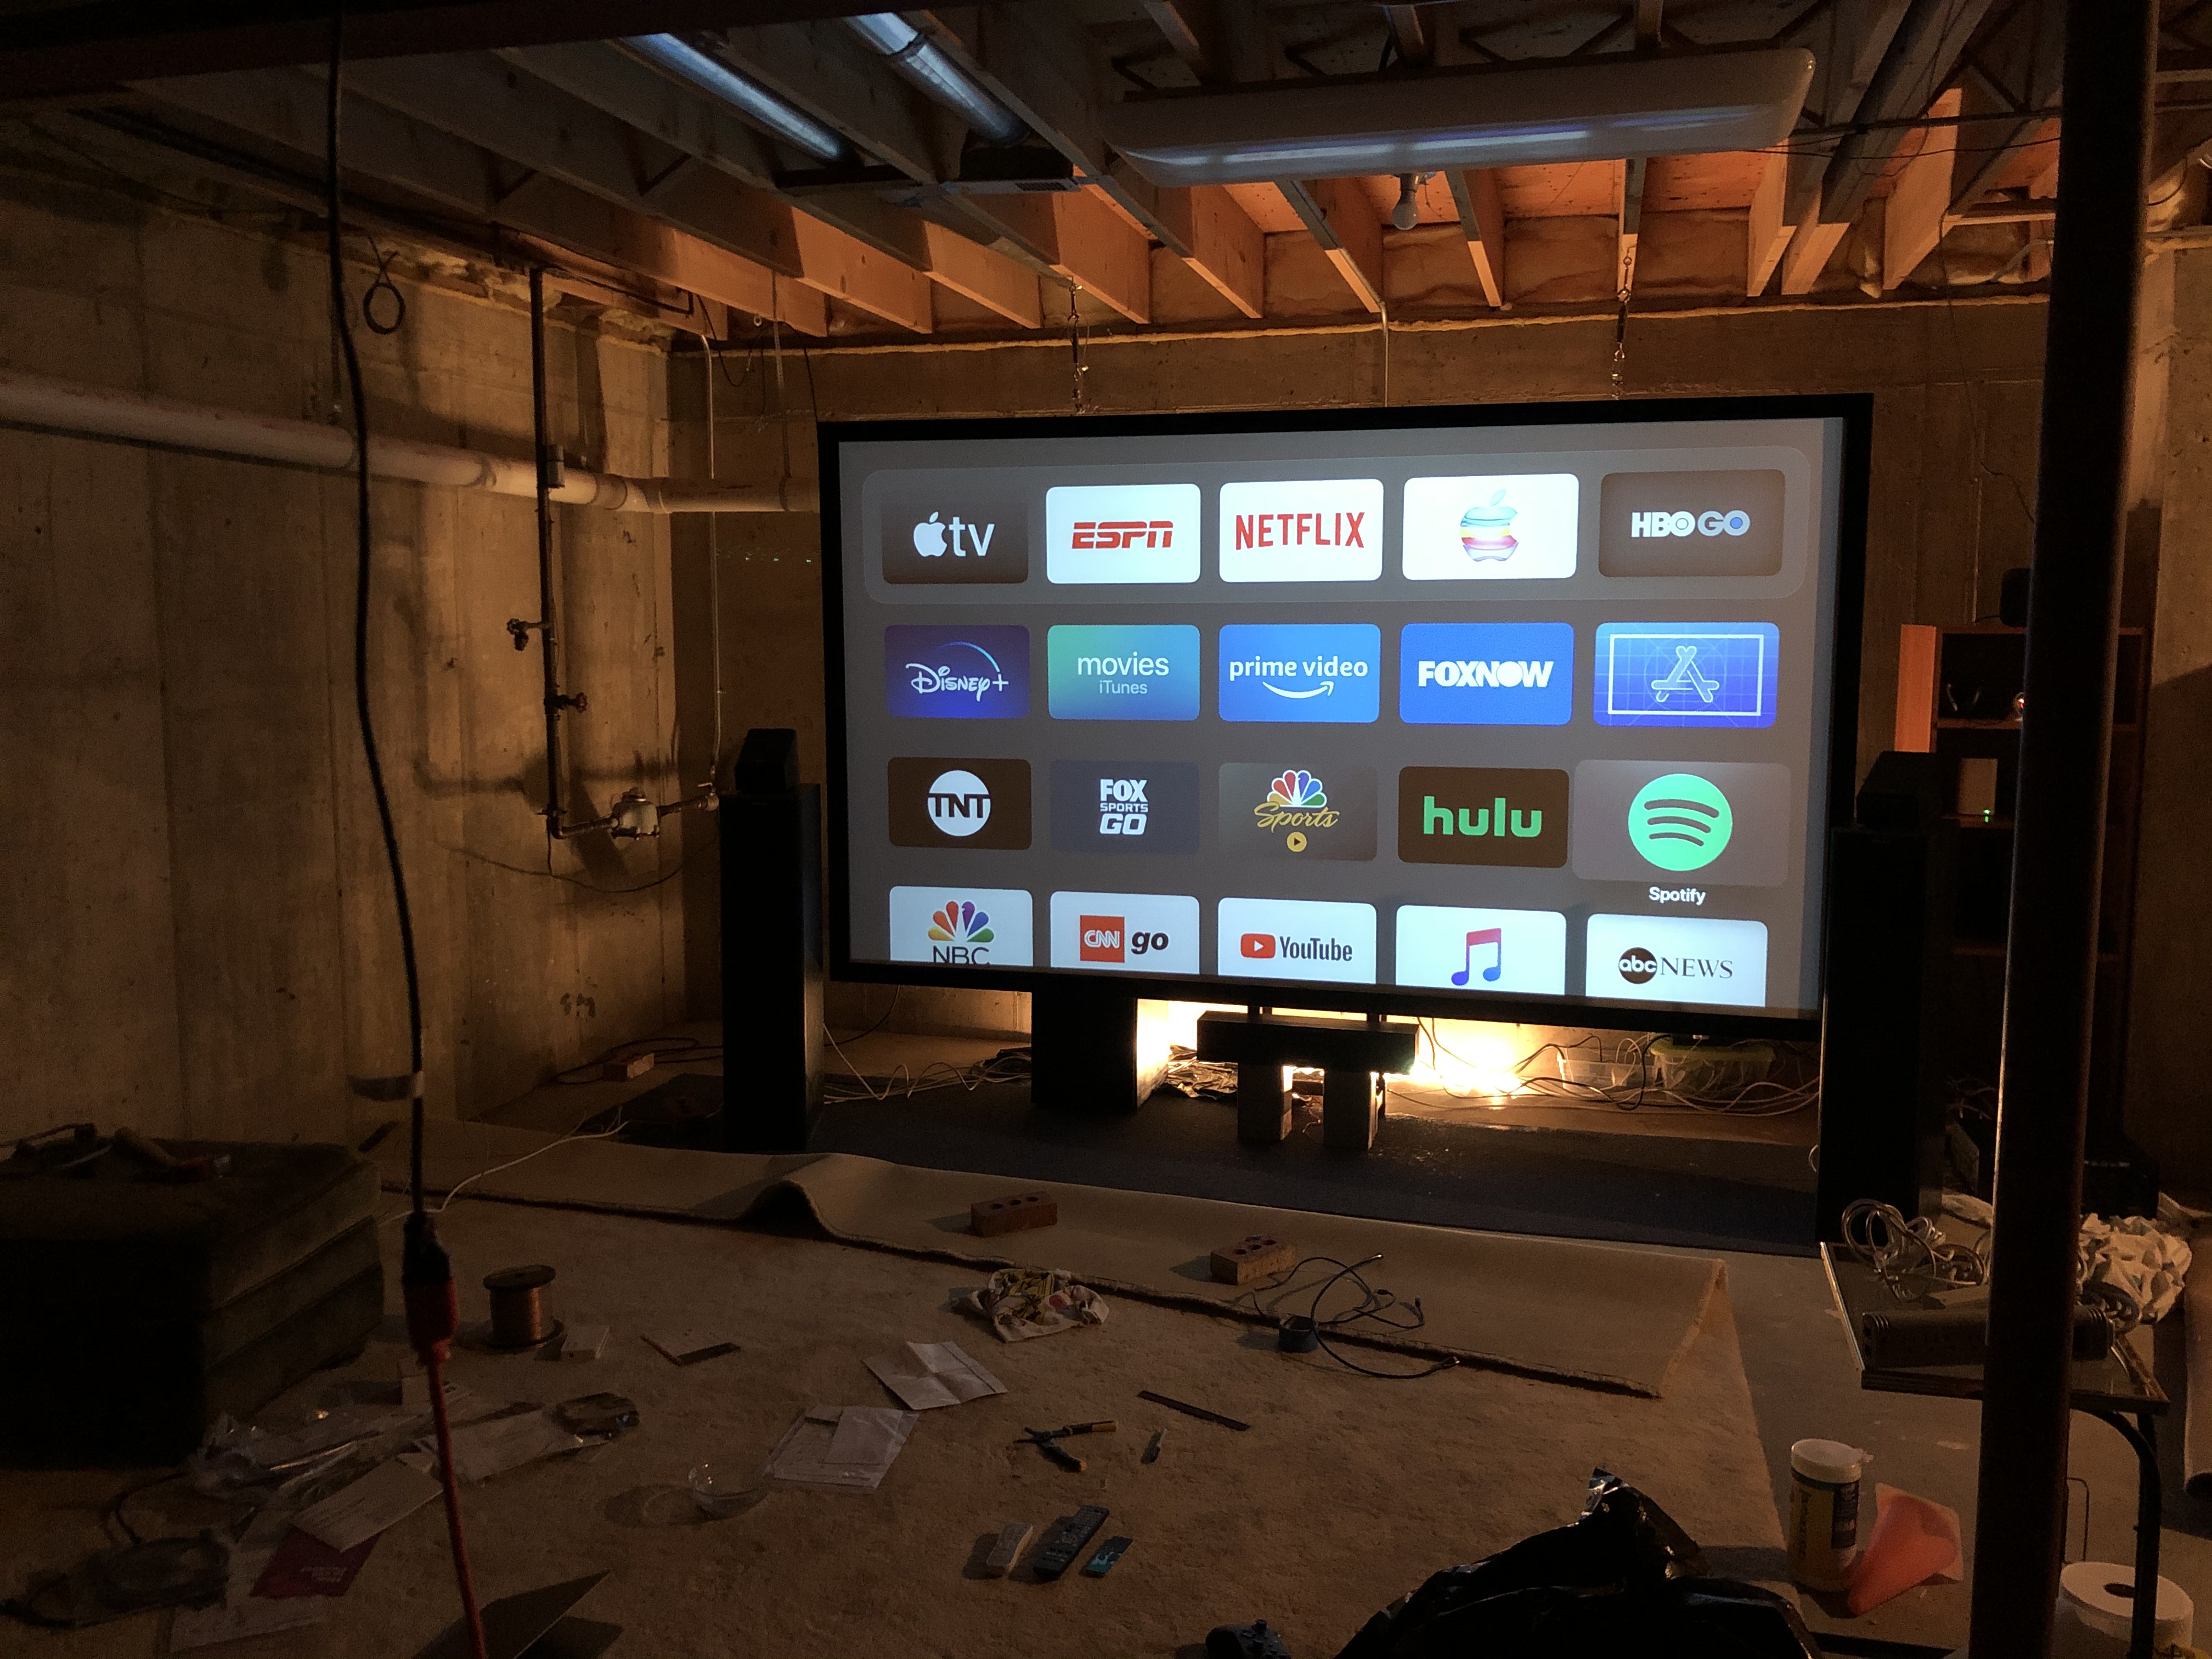 tv
ESPN
NETFLIX
HBO GO
Disney+
movies
iTunes
prime video
FOXNOW
TNT
FOX
SPORTS
GO
Sports
hulu
Spotify
NBC
CNN go
YouTube
abc NEWS